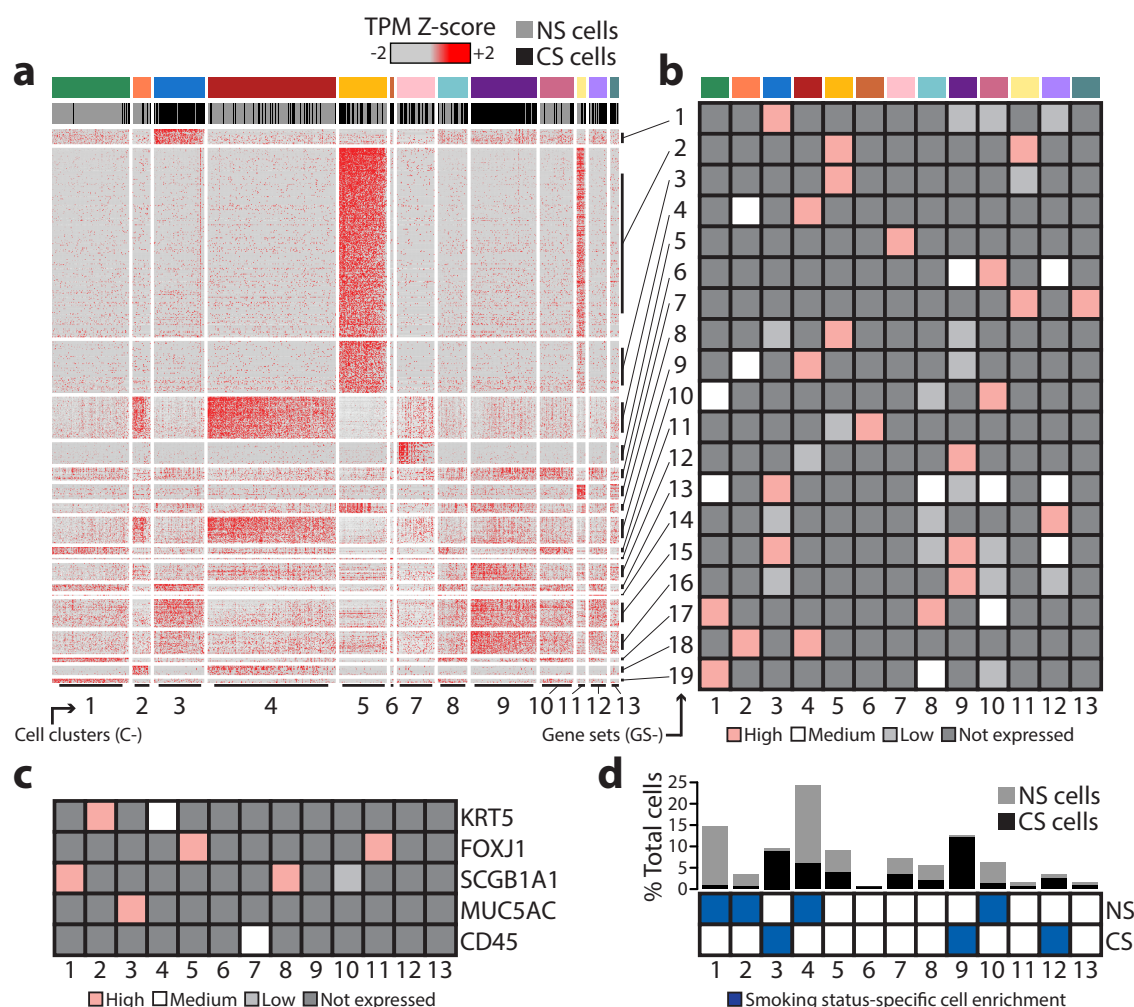 TPM Z-score
-2 +2
NS cells
CS cells
a
b
1
2
3
4
5
6
7
8
9
10
11
12
13
14
15
16
17
18
19
1 2 3 4 5 6 7 8 9 10 11 12 13
Cell clusters (C-)
Gene sets (GS-)
1 2 3 4 5 6 7 8 9 10 11 12 13
High Medium Low Not expressed
c
KRT5
FOXJ1
SCGB1A1
MUC5AC
CD45
1 2 3 4 5 6 7 8 9 10 11 12 13
High Medium Low Not expressed
d
% Total cells
25
20
15
10
5
0
NS cells
CS cells
NS
CS
1 2 3 4 5 6 7 8 9 10 11 12 13
Smoking status-specific cell enrichment